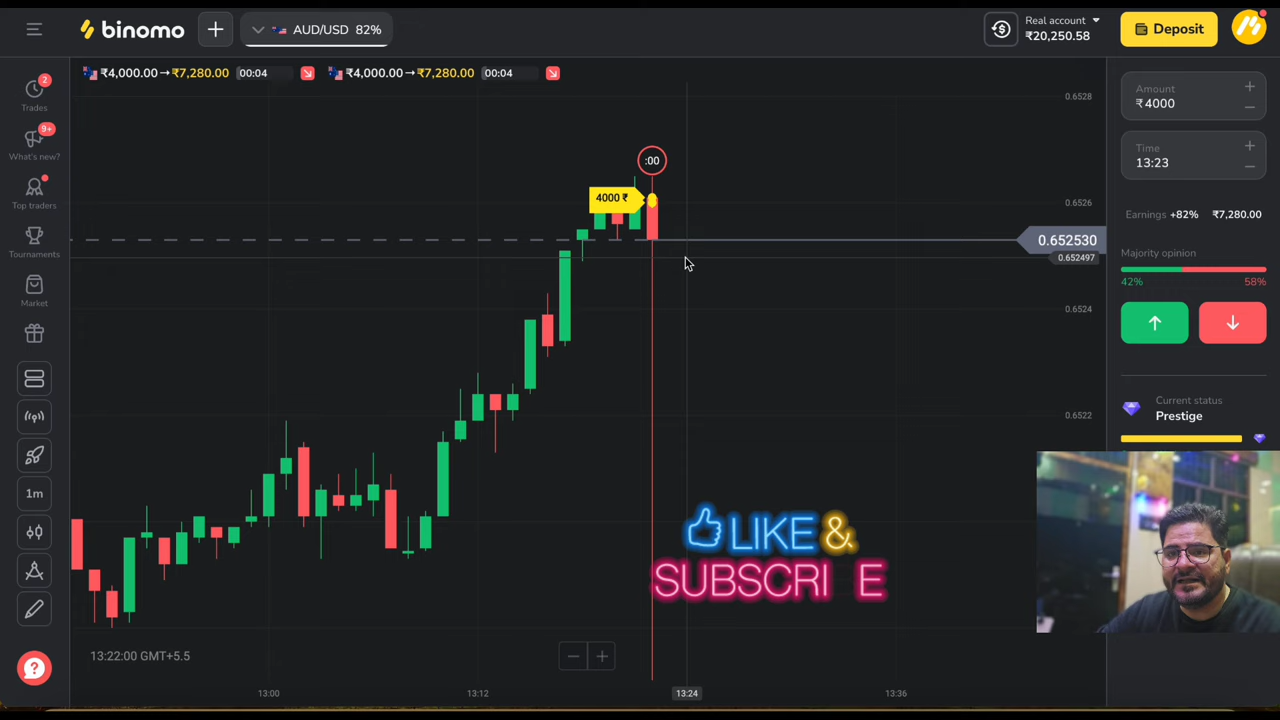 binomo
+
AUD/USD 82%
Real account
₹20,250.58
Deposit
₹4,000.00→₹7,280.00 00:04
₹4,000.00→₹7,280.00 00:04
2
Trades
9+
What's new?
Top traders
Tournaments
Market
1m
?
0.6528
0.6526
0.652530
0.652497
0.6524
0.6522
:00
4000 ₹
Amount
₹4000
Time
13:23
Earnings +82% ₹7,280.00
Majority opinion
42% 58%
Current status
Prestige
LIKE &
SUBSCRI E
13:22:00 GMT+5.5
13:00
13:12
13:24
13:36